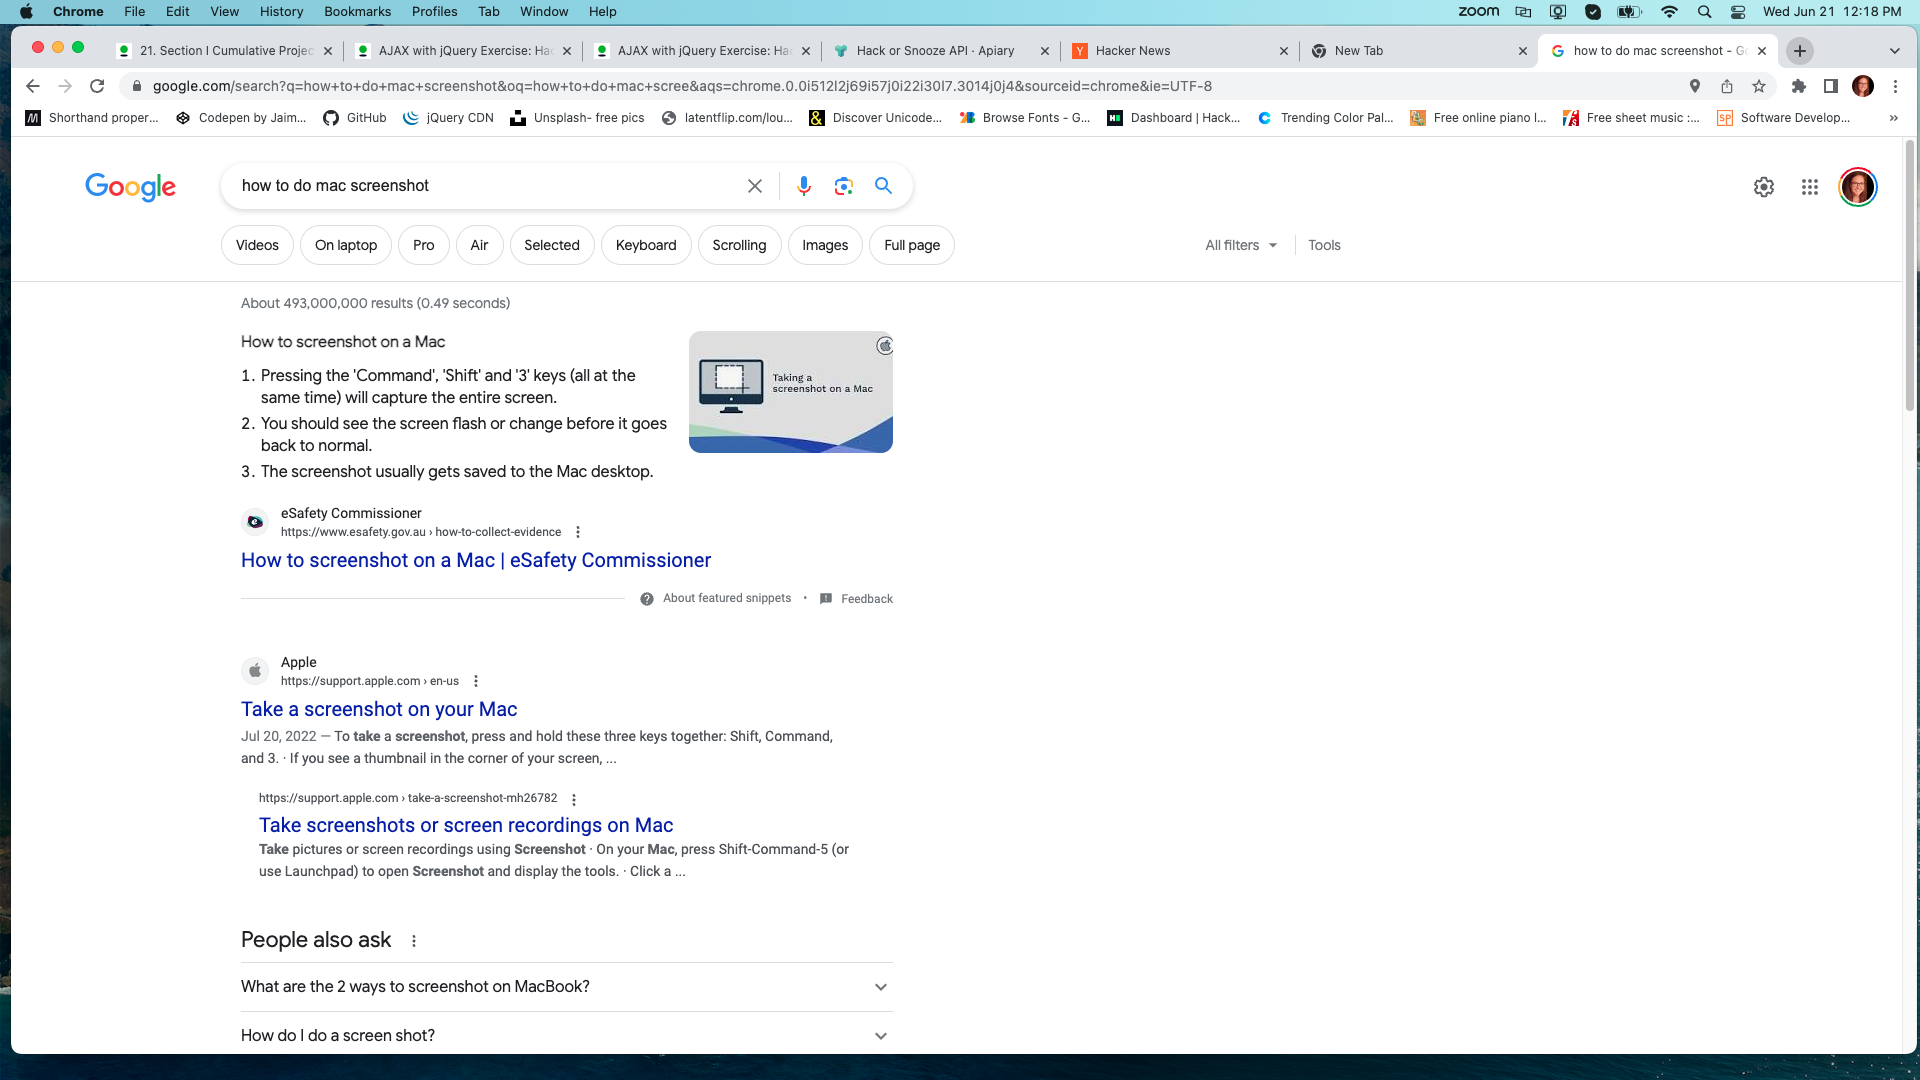 Chrome File Edit View History Bookmarks Profiles Tab Window Help zoom Wed Jun 21 12:18 PM
21. Section I Cumulative Projec AJAX with jQuery Exercise: Hac AJAX with jQuery Exercise: Hac Hack or Snooze API · Apiary Y Hacker News New Tab how to do mac screenshot - Go
google.com/search?q=how+to+do+mac+screenshot&oq=how+to+do+mac+scree&aqs=chrome.0.0i512l2j69i57j0i22i30l7.3014j0j4&sourceid=chrome&ie=UTF-8
Shorthand proper... Codepen by Jaim... GitHub jQuery CDN Unsplash- free pics latentflip.com/lou... & Discover Unicode... Browse Fonts - G... Dashboard | Hack... Trending Color Pal... Free online piano l... Free sheet music :... SP Software Develop... »
Google how to do mac screenshot
Videos On laptop Pro Air Selected Keyboard Scrolling Images Full page All filters Tools
About 493,000,000 results (0.49 seconds)
How to screenshot on a Mac
1. Pressing the 'Command', 'Shift' and '3' keys (all at the
same time) will capture the entire screen.
2. You should see the screen flash or change before it goes
back to normal.
3. The screenshot usually gets saved to the Mac desktop.
Taking a
screenshot on a Mac
eSafety Commissioner
https://www.esafety.gov.au › how-to-collect-evidence
How to screenshot on a Mac | eSafety Commissioner
About featured snippets • Feedback
Apple
https://support.apple.com › en-us
Take a screenshot on your Mac
Jul 20, 2022 — To take a screenshot, press and hold these three keys together: Shift, Command,
and 3. · If you see a thumbnail in the corner of your screen, ...
https://support.apple.com › take-a-screenshot-mh26782
Take screenshots or screen recordings on Mac
Take pictures or screen recordings using Screenshot · On your Mac, press Shift-Command-5 (or
use Launchpad) to open Screenshot and display the tools. · Click a ...
People also ask
What are the 2 ways to screenshot on MacBook?
How do I do a screen shot?